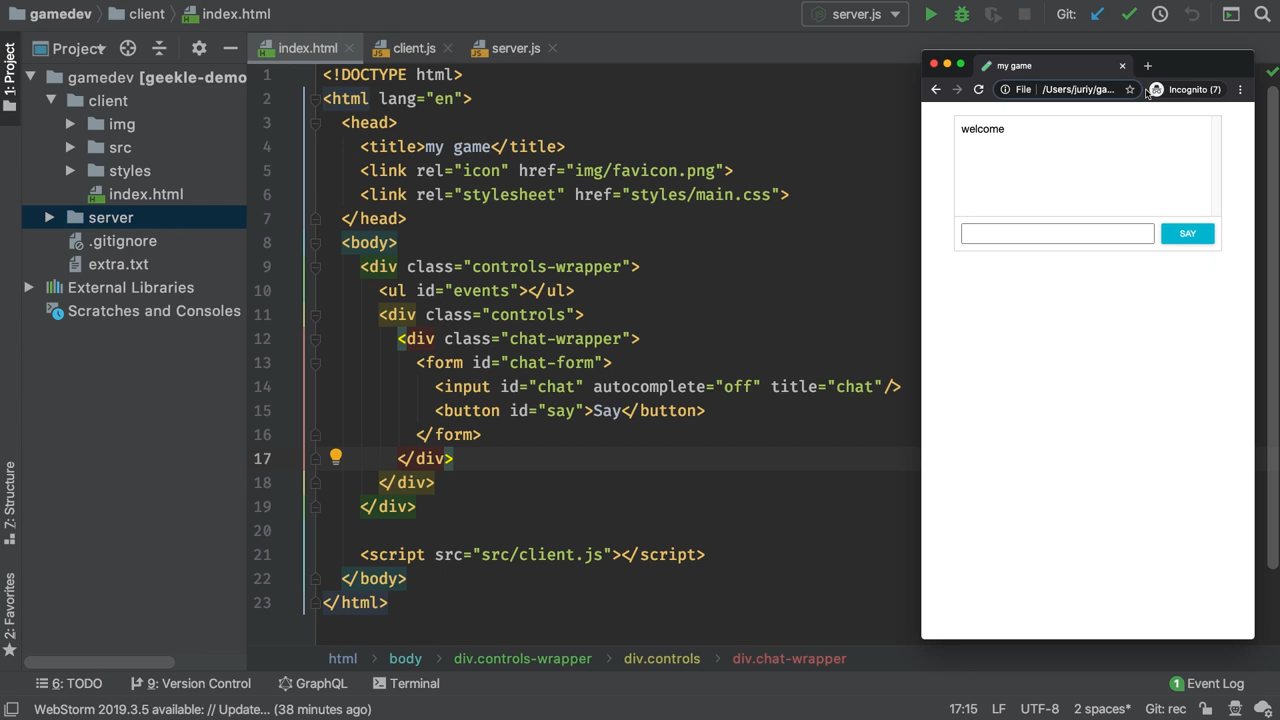 gamedev client index.html server.js Git:
1: Project
Project
index.html client.js server.js
gamedev [geekle-demo
client
img
src
styles
index.html
server
.gitignore
extra.txt
External Libraries
Scratches and Consoles
1 <!DOCTYPE html>
2 <html lang="en">
3 <head>
4 <title>my game</title>
5 <link rel="icon" href="img/favicon.png">
6 <link rel="stylesheet" href="styles/main.css">
7 </head>
8 <body>
9 <div class="controls-wrapper">
10 <ul id="events"></ul>
11 <div class="controls">
12 <div class="chat-wrapper">
13 <form id="chat-form">
14 <input id="chat" autocomplete="off" title="chat"/>
15 <button id="say">Say</button>
16 </form>
17 </div>
18 </div>
19 </div>
20
21 <script src="src/client.js"></script>
22 </body>
23 </html>
my game
File /Users/juriy/ga... Incognito (7)
welcome
SAY
Z: Structure
2: Favorites
html body div.controls-wrapper div.controls div.chat-wrapper
6: TODO 9: Version Control GraphQL Terminal 1 Event Log
WebStorm 2019.3.5 available: // Update... (38 minutes ago) 17:15 LF UTF-8 2 spaces* Git: rec